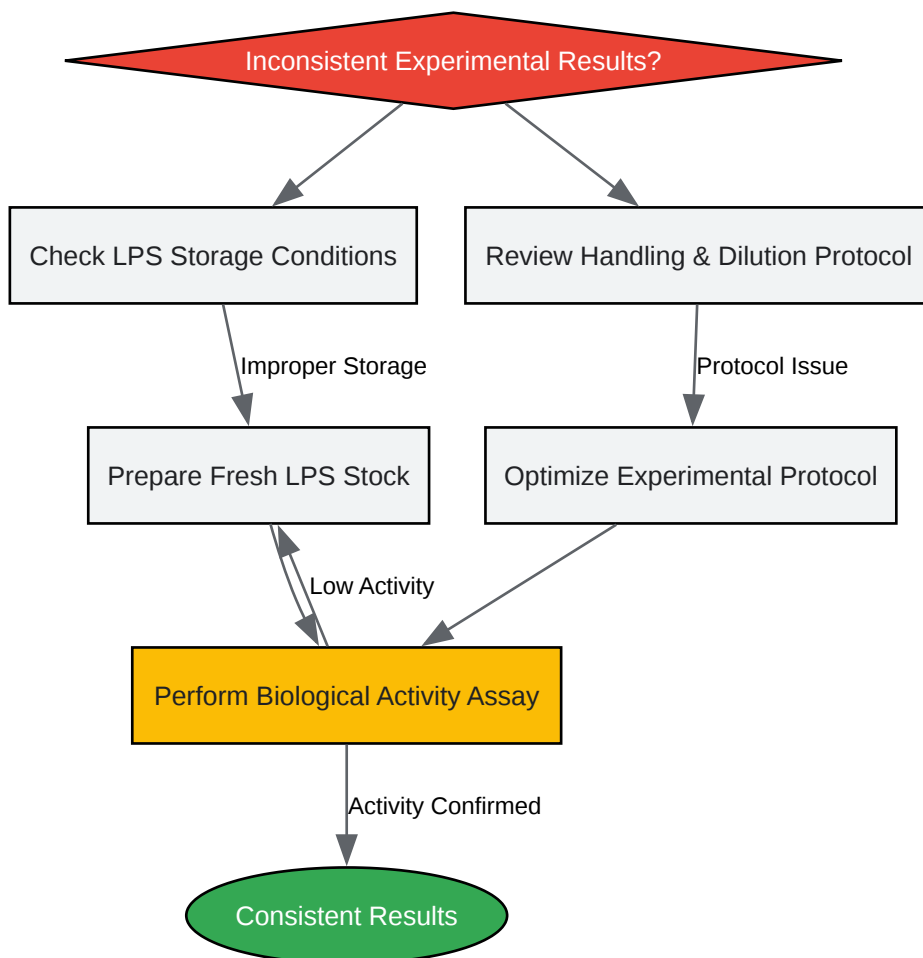 Inconsistent Experimental Results?
Check LPS Storage Conditions
Review Handling & Dilution Protocol
Improper Storage
Protocol Issue
Prepare Fresh LPS Stock
Optimize Experimental Protocol
Low Activity
Perform Biological Activity Assay
Activity Confirmed
Consistent Results